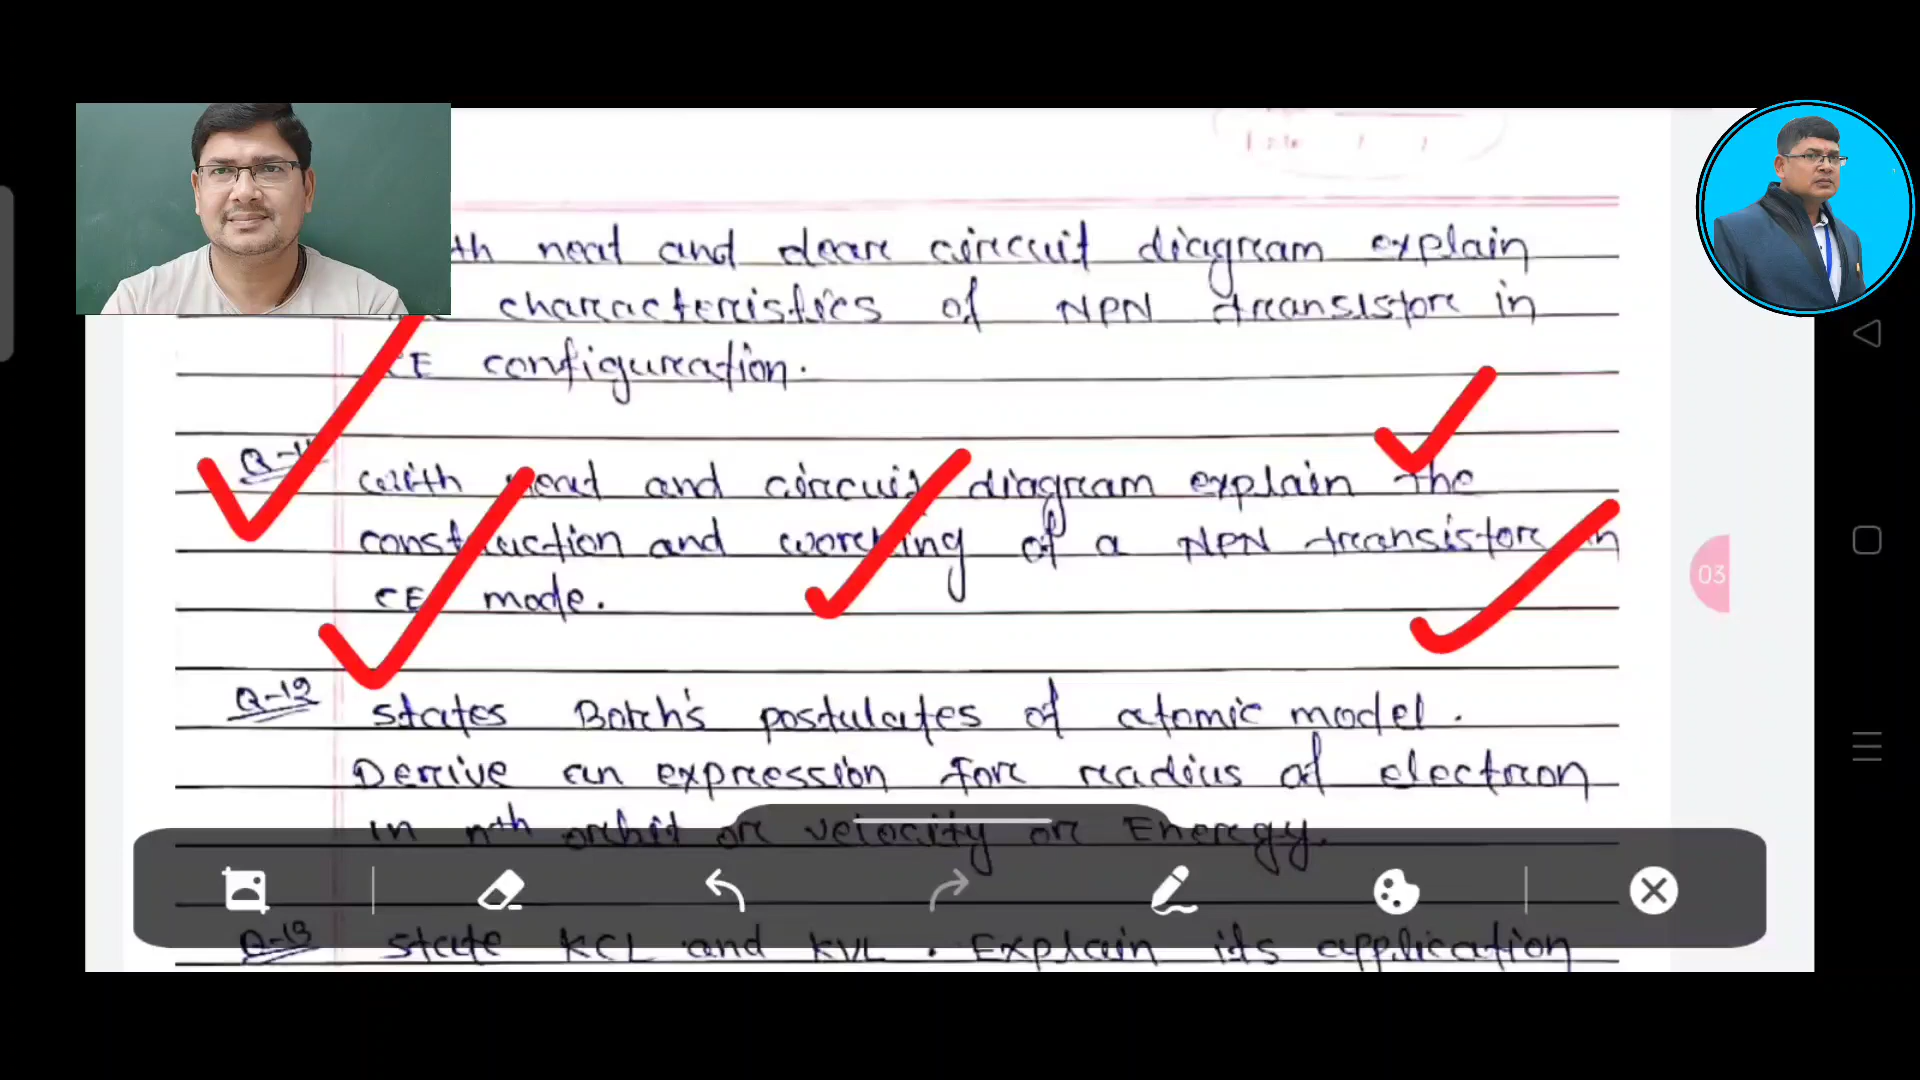 th neat and clear circuit diagram explain
characteristics of NPN transistor in
CE configuration.
Q-11 with neat and circuit diagram explain the
construction and working of a NPN transistor in
CE mode.
Q-12 states Bohr's postulates of atomic model.
Derive an expression for radius of electron
in nth orbit or velocity or Energy.
Q-13 state KCL and KVL. Explain its application
03